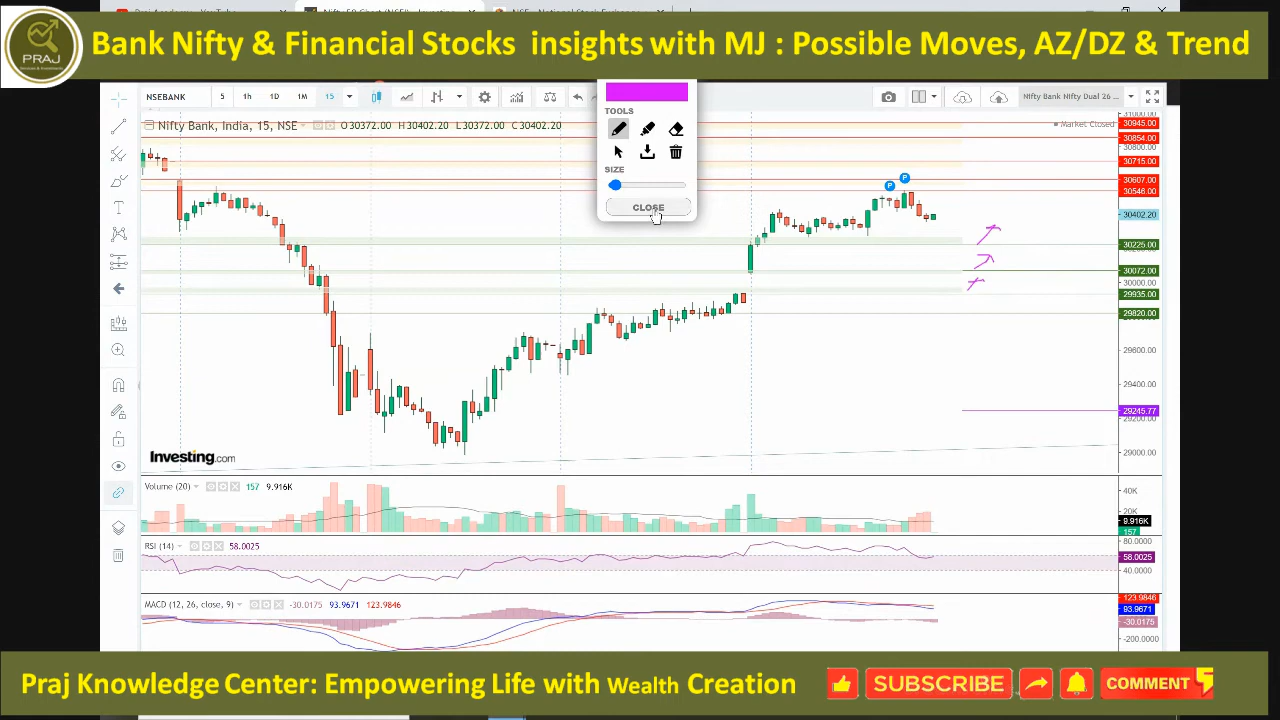 PRAJ
Bank Nifty & Financial Stocks insights with MJ : Possible Moves, AZ/DZ & Trend
NSEBANK 5 1h 1D 1M 15
Nifty Bank Nifty Dual 26 ...
Nifty Bank, India, 15, NSE
Market Closed
TOOLS
SIZE
CLOSE
31000.00
30945.00
30854.00
30800.00
30715.00
30607.00
30546.00
P P
30402.20
30225.00
30072.00
30000.00
29935.00
29820.00
29600.00
29400.00
29245.77
29200.00
29000.00
Investing.com
Volume (20) 157 9.916K
40K
20K
9.916K
157
RSI (14) 58.0025
80.0000
58.0025
40.0000
MACD (12, 26, close, 9) -30.0175 93.9671 123.9846
123.9846
93.9671
-30.0175
-200.0000
Praj Knowledge Center: Empowering Life with Wealth Creation
SUBSCRIBE
COMMENT